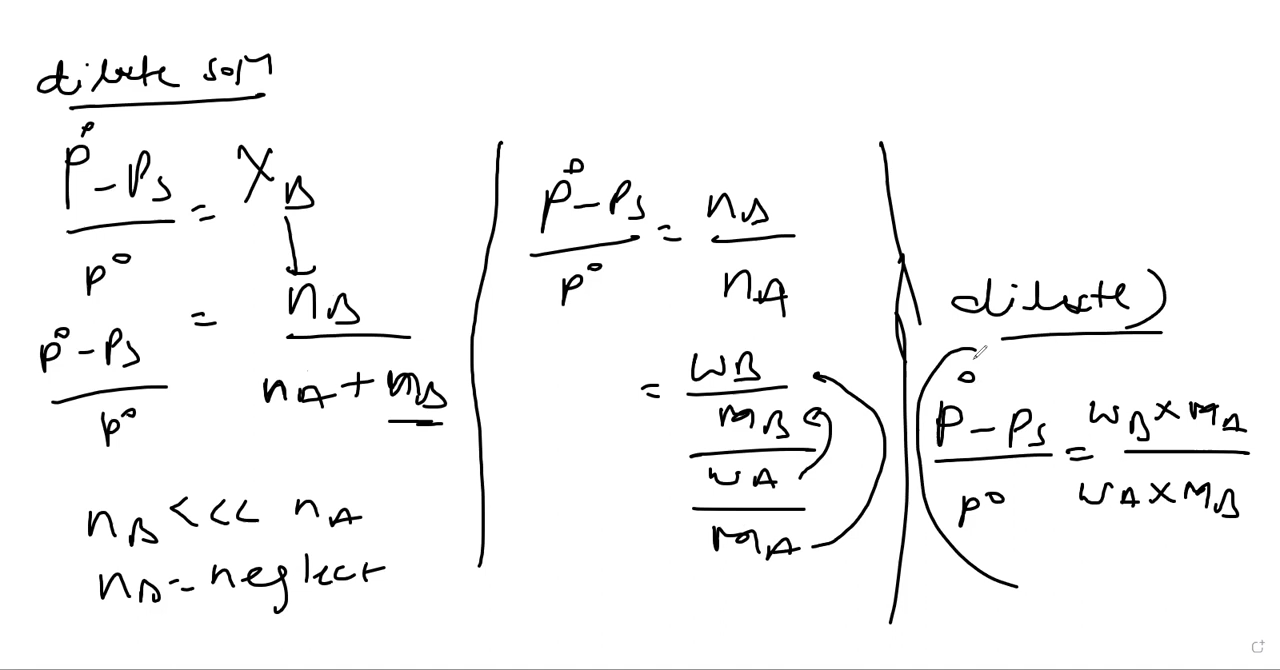 dilute solⁿ
P° - Ps / P° = X_B
P° - Ps / P° = n_B / n_A + n_B
n_B <<< n_A
n_B = neglect
P° - Ps / P° = n_B / n_A
= W_B / M_B / W_A / M_A
dilute)
P° - Ps / P° = W_B × M_A / W_A × M_B